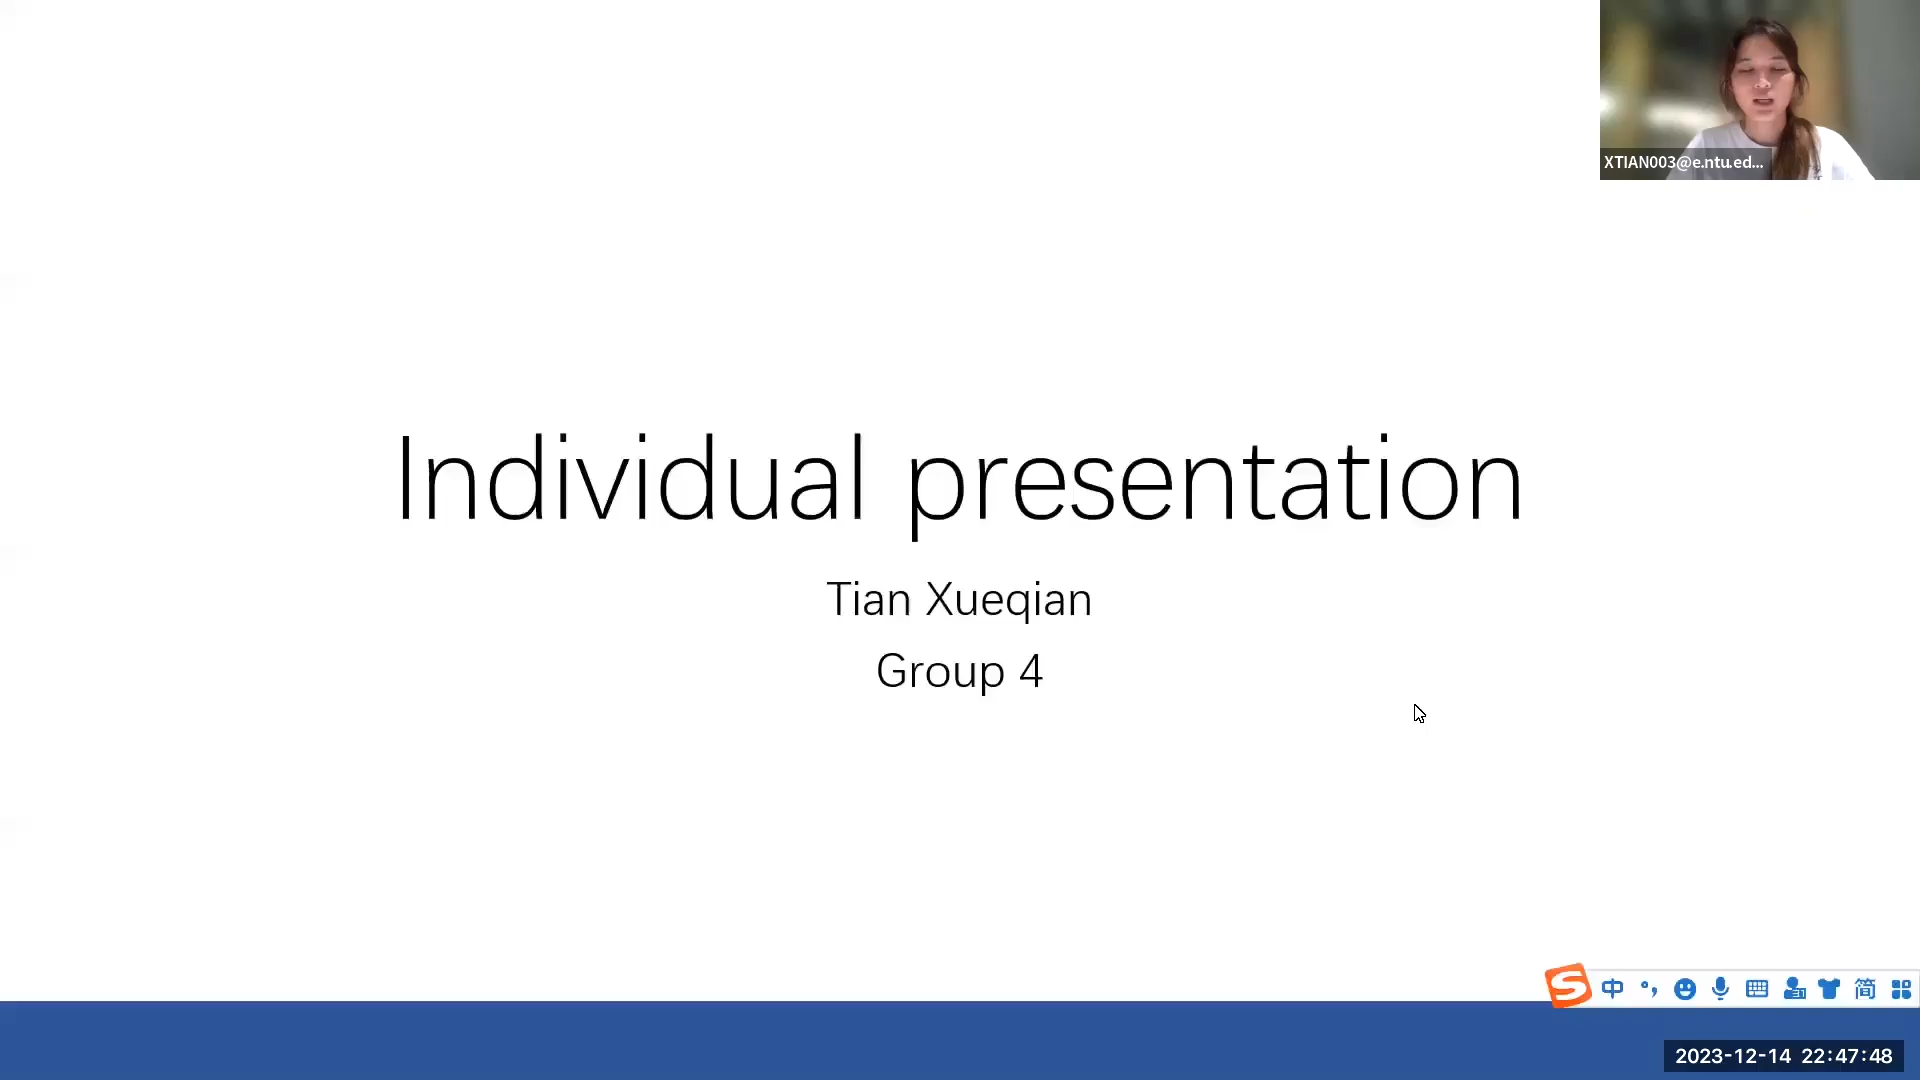 XTIAN003@e.ntu.ed...
Individual presentation
Tian Xueqian
Group 4
S 中 °, 简
2023-12-14 22:47:48